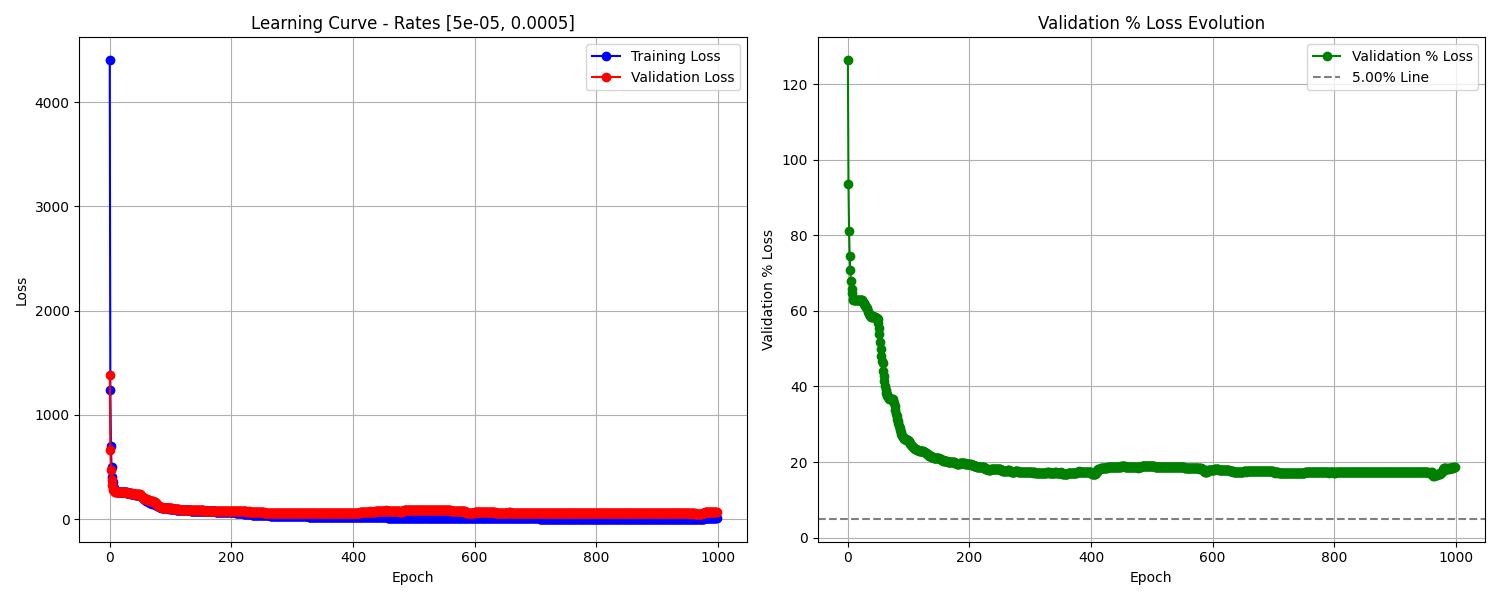 Learning Curve - Rates [5e-05, 0.0005]
Training Loss
Validation Loss
4000
3000
2000
1000
0
Loss
0
200
400
600
800
1000
Epoch
Validation % Loss Evolution
Validation % Loss
5.00% Line
120
100
80
60
40
20
0
Validation % Loss
0
200
400
600
800
1000
Epoch